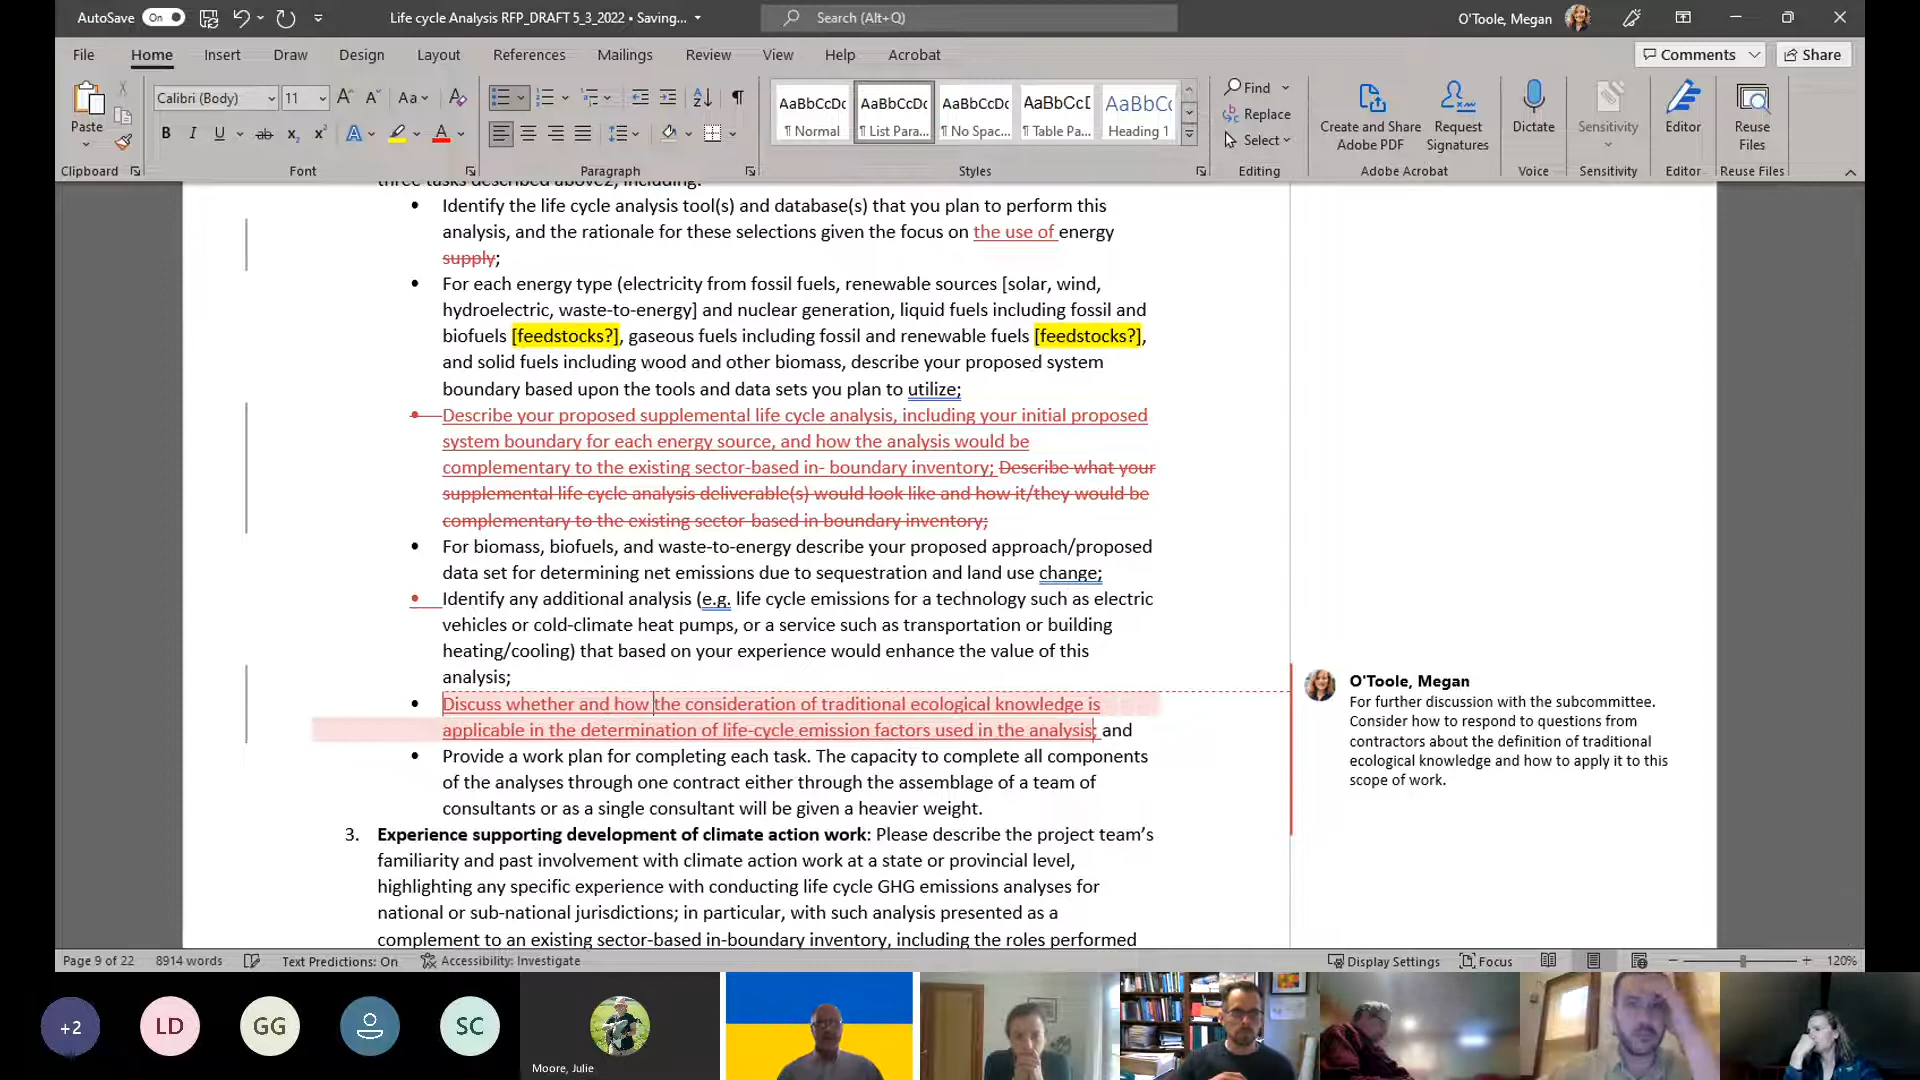 AutoSave On Life cycle Analysis RFP_DRAFT 5_3_2022 • Saving... Search (Alt+Q) O'Toole, Megan
File Home Insert Draw Design Layout References Mailings Review View Help Acrobat Comments Share
Paste Calibri (Body) 11 Aa AaBbCcDc AaBbCcDc AaBbCcDc AaBbCcD AaBbCc Find
¶ Normal ¶ List Para... ¶ No Spac... ¶ Table Pa... Heading 1 Replace
Select Create and Share Adobe PDF Request Signatures Dictate Sensitivity Editor Reuse Files
Clipboard Font Paragraph Styles Editing Adobe Acrobat Voice Sensitivity Editor Reuse Files
three tasks described above2, including:
• Identify the life cycle analysis tool(s) and database(s) that you plan to perform this
analysis, and the rationale for these selections given the focus on the use of energy
supply;
• For each energy type (electricity from fossil fuels, renewable sources [solar, wind,
hydroelectric, waste-to-energy] and nuclear generation, liquid fuels including fossil and
biofuels [feedstocks?], gaseous fuels including fossil and renewable fuels [feedstocks?],
and solid fuels including wood and other biomass, describe your proposed system
boundary based upon the tools and data sets you plan to utilize;
• Describe your proposed supplemental life cycle analysis, including your initial proposed
system boundary for each energy source, and how the analysis would be
complementary to the existing sector-based in- boundary inventory; Describe what your
supplemental life cycle analysis deliverable(s) would look like and how it/they would be
complementary to the existing sector-based in boundary inventory;
• For biomass, biofuels, and waste-to-energy describe your proposed approach/proposed
data set for determining net emissions due to sequestration and land use change;
• Identify any additional analysis (e.g. life cycle emissions for a technology such as electric
vehicles or cold-climate heat pumps, or a service such as transportation or building
heating/cooling) that based on your experience would enhance the value of this
analysis;
• Discuss whether and how the consideration of traditional ecological knowledge is
applicable in the determination of life-cycle emission factors used in the analysis; and
• Provide a work plan for completing each task. The capacity to complete all components
of the analyses through one contract either through the assemblage of a team of
consultants or as a single consultant will be given a heavier weight.
3. Experience supporting development of climate action work: Please describe the project team's
familiarity and past involvement with climate action work at a state or provincial level,
highlighting any specific experience with conducting life cycle GHG emissions analyses for
national or sub-national jurisdictions; in particular, with such analysis presented as a
complement to an existing sector-based in-boundary inventory, including the roles performed
O'Toole, Megan
For further discussion with the subcommittee.
Consider how to respond to questions from
contractors about the definition of traditional
ecological knowledge and how to apply it to this
scope of work.
Page 9 of 22 8914 words Text Predictions: On Accessibility: Investigate Display Settings Focus 120%
+2 LD GG SC
Moore, Julie